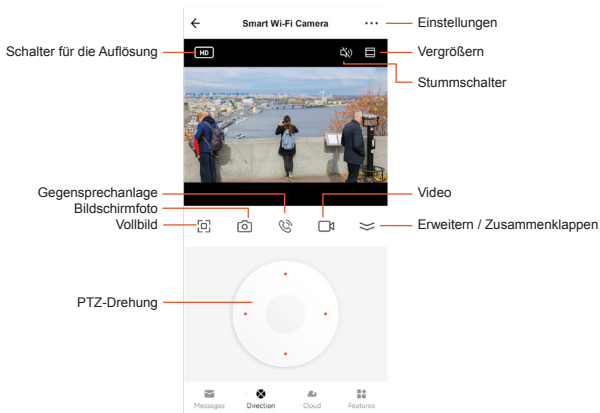 Smart Wi-Fi Camera
Einstellungen
Schalter für die Auflösung
HD
Vergrößern
Stummschalter
Gegensprechanlage
Bildschirmfoto
Vollbild
Video
Erweitern / Zusammenklappen
PTZ-Drehung
Messages
Direction
Cloud
Features